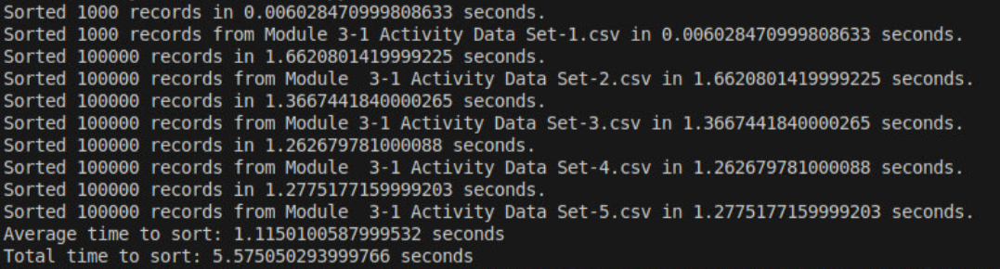 Sorted 1000 records in 0.006028470999808633 seconds.
Sorted 1000 records from Module 3-1 Activity Data Set-1.csv in 0.006028470999808633 seconds.
Sorted 100000 records in 1.6620801419999225 seconds.
Sorted 100000 records from Module  3-1 Activity Data Set-2.csv in 1.6620801419999225 seconds.
Sorted 100000 records in 1.3667441840000265 seconds.
Sorted 100000 records from Module 3-1 Activity Data Set-3.csv in 1.3667441840000265 seconds.
Sorted 100000 records in 1.262679781000088 seconds.
Sorted 100000 records from Module  3-1 Activity Data Set-4.csv in 1.262679781000088 seconds.
Sorted 100000 records in 1.2775177159999203 seconds.
Sorted 100000 records from Module  3-1 Activity Data Set-5.csv in 1.2775177159999203 seconds.
Average time to sort: 1.1150100587999532 seconds
Total time to sort: 5.575050293999766 seconds